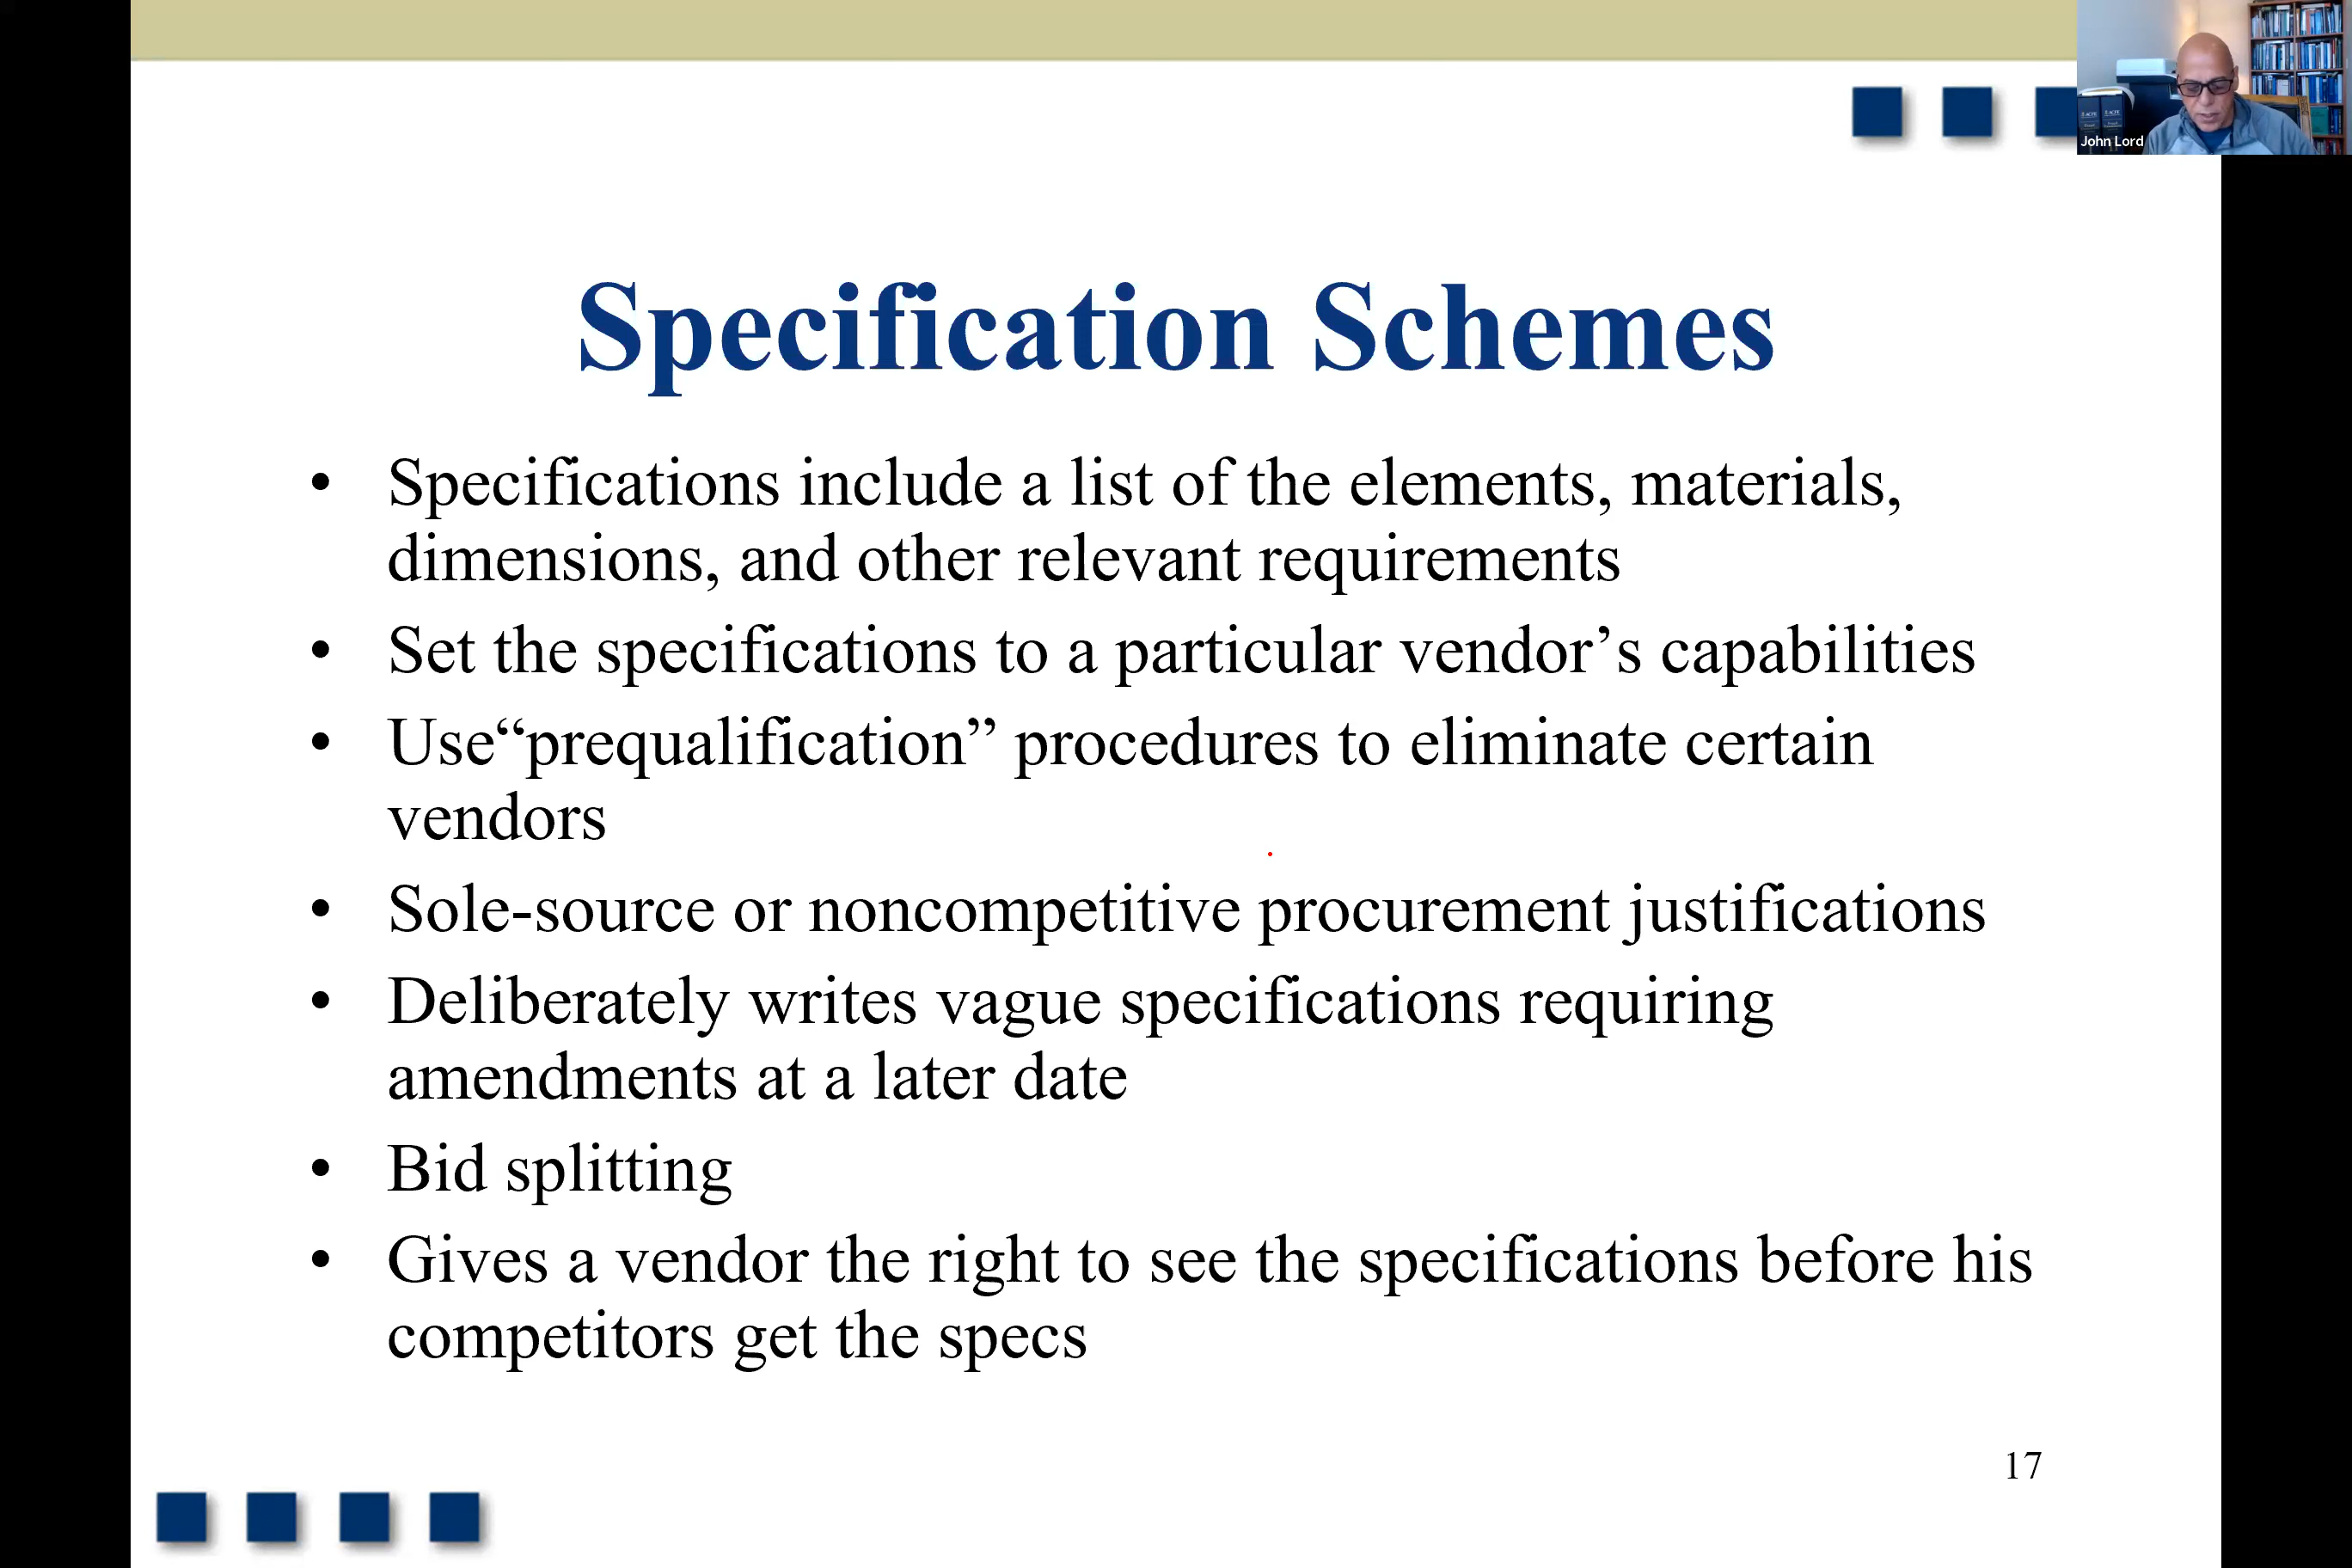 John Lord
Specification Schemes
• Specifications include a list of the elements, materials,
dimensions, and other relevant requirements
• Set the specifications to a particular vendor’s capabilities
• Use“prequalification” procedures to eliminate certain
vendors
• Sole-source or noncompetitive procurement justifications
• Deliberately writes vague specifications requiring
amendments at a later date
• Bid splitting
• Gives a vendor the right to see the specifications before his
competitors get the specs
17